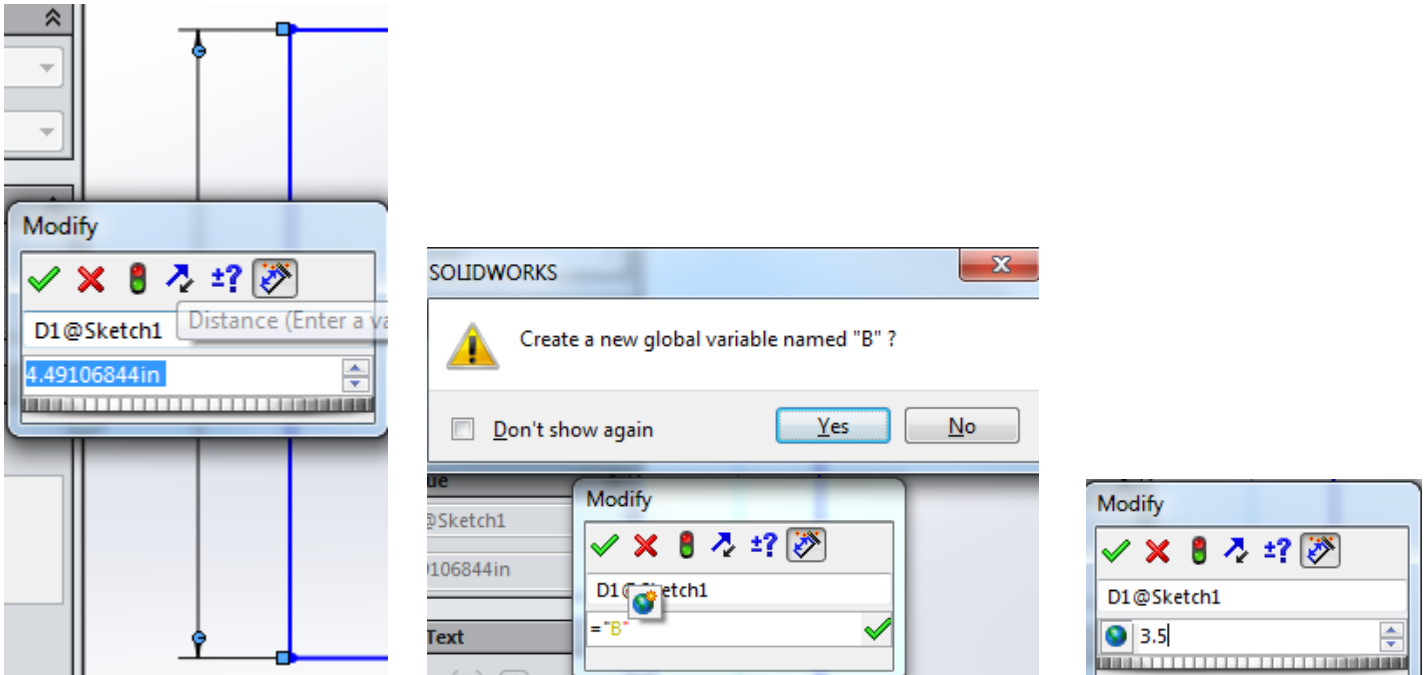 Modify
±?
D1@Sketch1
Distance (Enter a va
4.49106844in
SOLIDWORKS
Create a new global variable named "B" ?
Don't show again
Yes
No
ue
@Sketch1
106844in
Text
Modify
±?
D1@Sketch1
="B"
Modify
±?
D1@Sketch1
3.5